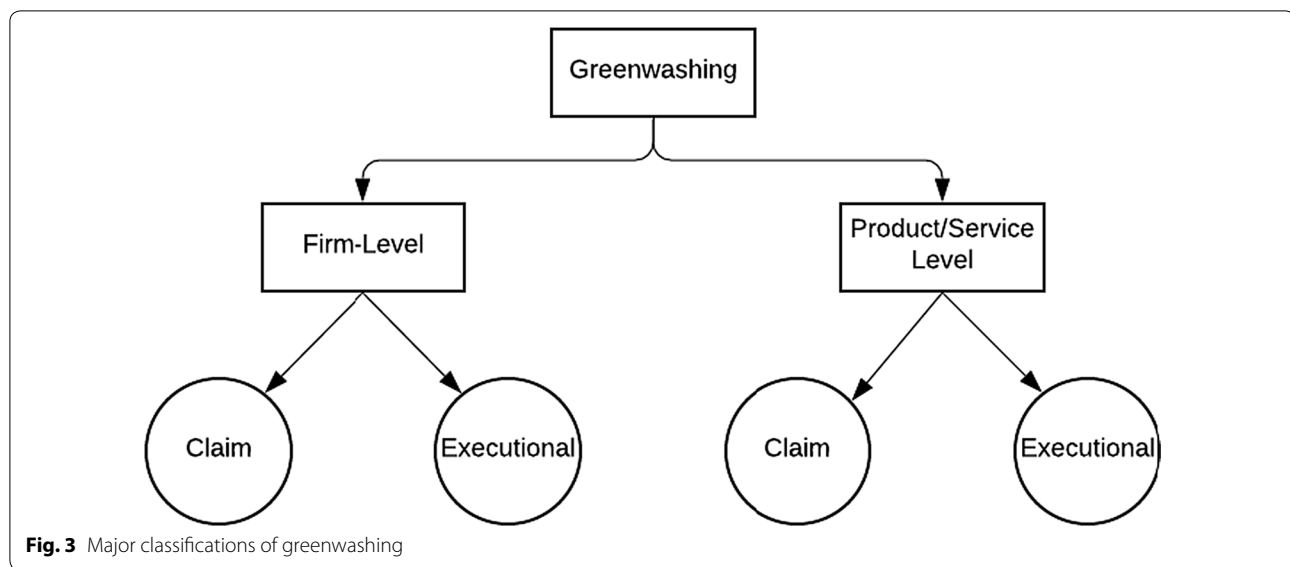 Greenwashing
Firm-Level
Product/Service
Level
Claim
Executional
Claim
Executional
Fig. 3 Major classifications of greenwashing